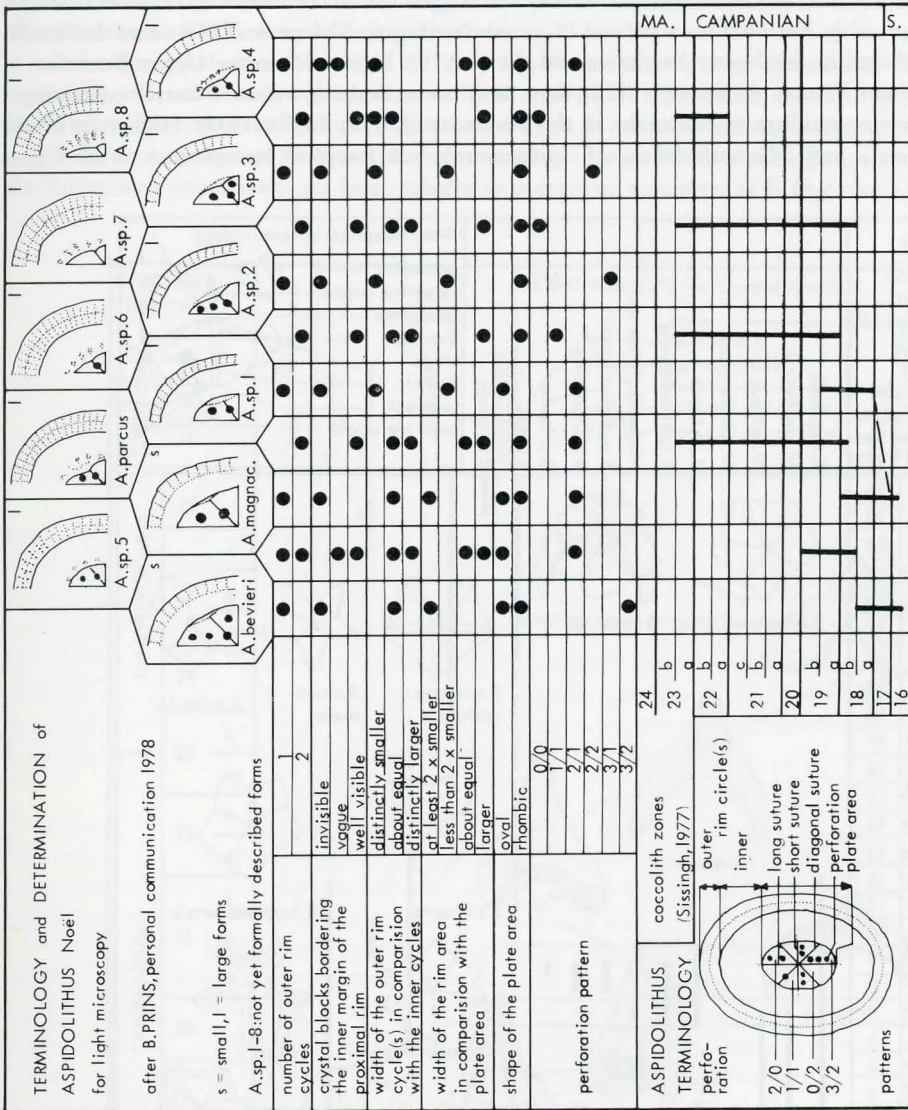 TERMINOLOGY and DETERMINATION of
ASPIDOLITHUS Noël
for light microscopy
after B.PRINS, personal communication 1978
s = small, l = large forms
A.sp.1-8: not yet formally described forms
l
l
l
l
l
A.sp.5
A.parcus
A.sp.6
A.sp.7
A.sp.8
s
s
l
l
l
l
A.bevieri
A.magnac.
A.sp.1
A.sp.2
A.sp.3
A.sp.4
number of outer rim
cycles
1
2
crystal blocks bordering
the inner margin of the
proximal rim
invisible
vague
well visible
width of the outer rim
cycle(s) in comparision
with the inner cycles
distinctly smaller
about equal
distinctly larger
width of the rim area
in comparision with the
plate area
at least 2 x smaller
less than 2 x smaller
about equal
larger
shape of the plate area
oval
rhombic
perforation pattern
0/0
1/1
2/1
2/2
3/1
3/2
MA.
CAMPANIAN
S.
ASPIDOLITHUS
TERMINOLOGY
coccolith zones
(Sissingh, 1977)
24
23
b
a
22
b
a
21
c
b
a
20
19
b
a
18
b
a
17
16
perfo-
ration
2/0
1/1
0/2
3/2
patterns
outer
rim circle(s)
inner
long suture
short suture
diagonal suture
perforation
plate area